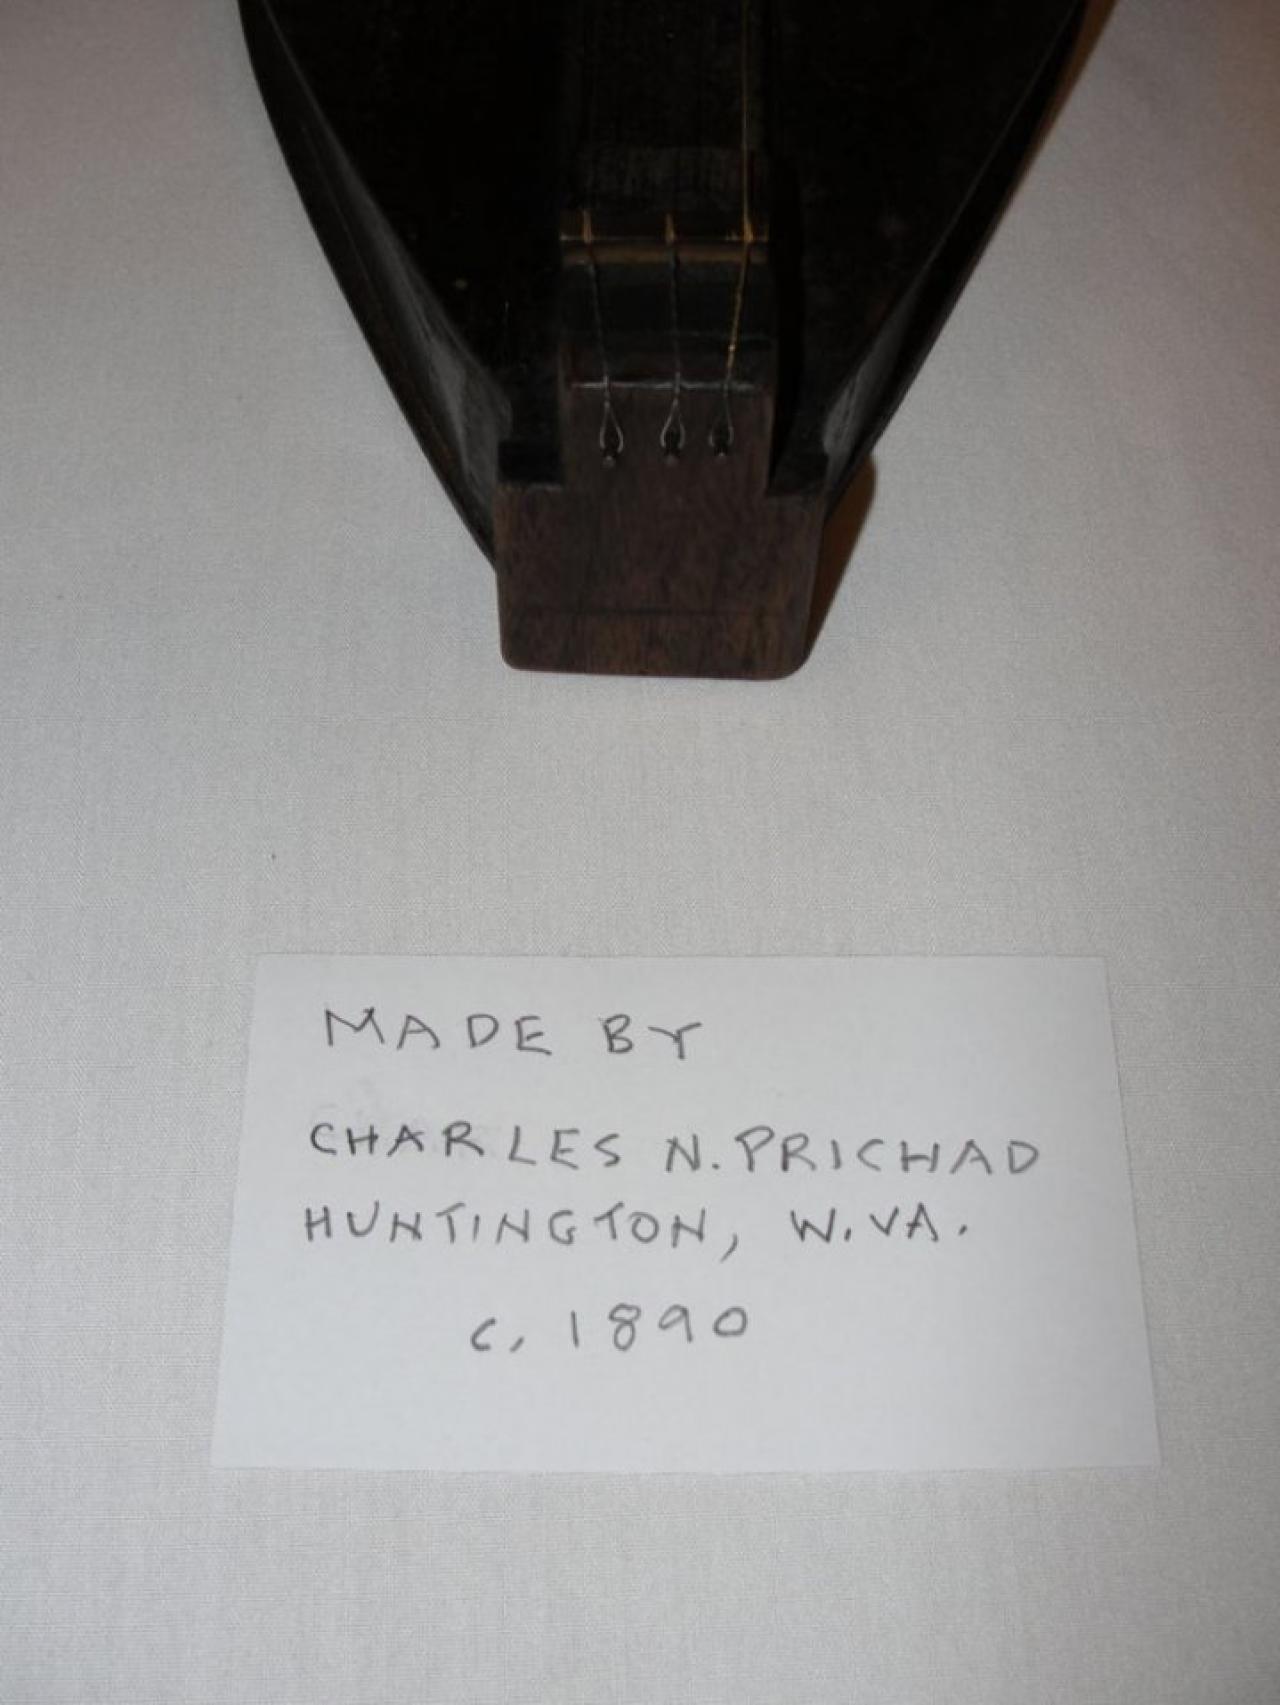 MADE BY
CHARLES N. PRICHAD
HUNTINGTON, W. VA.
c. 1890